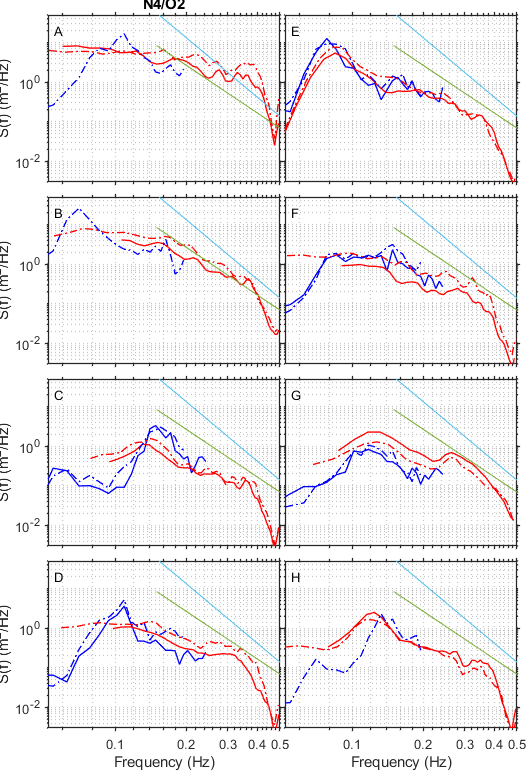 N4/O2
A
E
S(f) (m²/Hz)
10⁰
10⁻²
B
F
S(f) (m²/Hz)
10⁰
10⁻²
C
G
S(f) (m²/Hz)
10⁰
10⁻²
D
H
S(f) (m²/Hz)
10⁰
10⁻²
0.1 0.2 0.3 0.4 0.5 0.1 0.2 0.3 0.4 0.5
Frequency (Hz) Frequency (Hz)